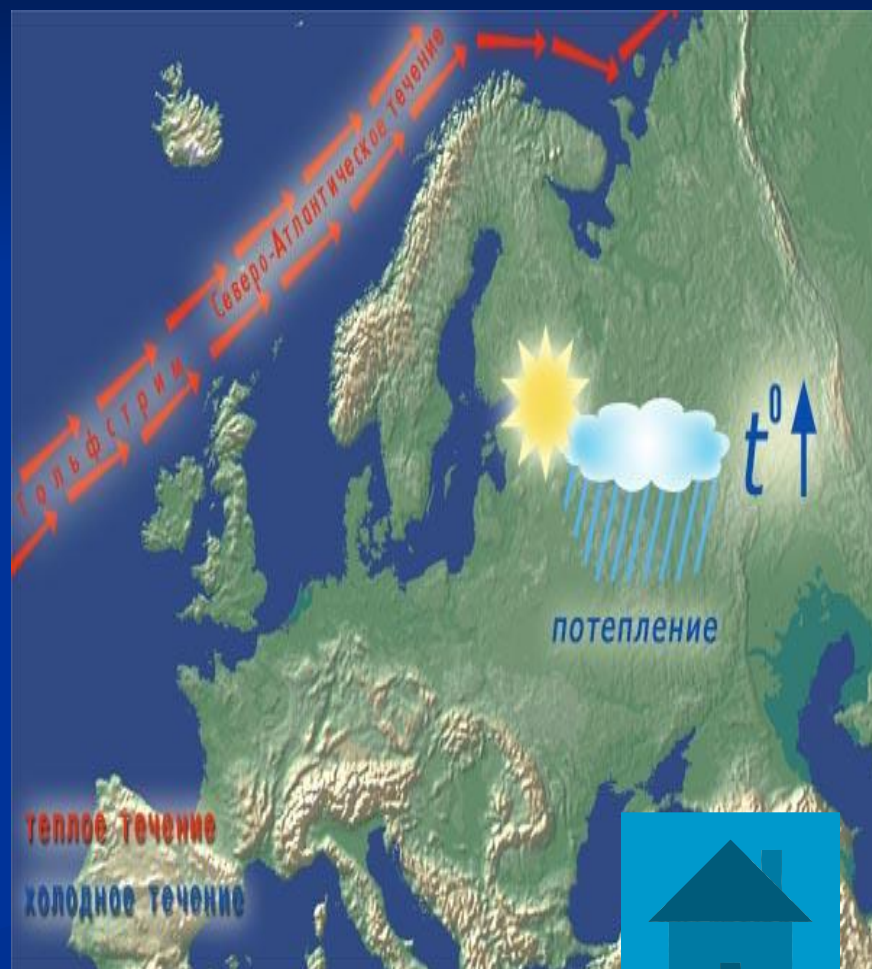 Северо-Атлантическое течение
Гольфстрим
t⁰
потепление
теплое течение
холодное течение